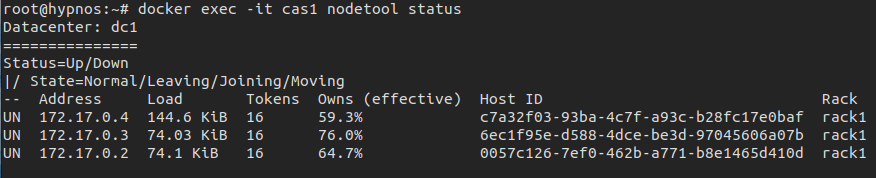 root@hypnos:~# docker exec -it cas1 nodetool status
Datacenter: dc1
===============
Status=Up/Down
|/ State=Normal/Leaving/Joining/Moving
--  Address     Load       Tokens  Owns (effective)  Host ID                               Rack
UN  172.17.0.4  144.6 KiB  16      59.3%             c7a32f03-93ba-4c7f-a93c-b28fc17e0baf  rack1
UN  172.17.0.3  74.03 KiB  16      76.0%             6ec1f95e-d588-4dce-be3d-97045606a07b  rack1
UN  172.17.0.2  74.1 KiB   16      64.7%             0057c126-7ef0-462b-a771-b8e1465d410d  rack1